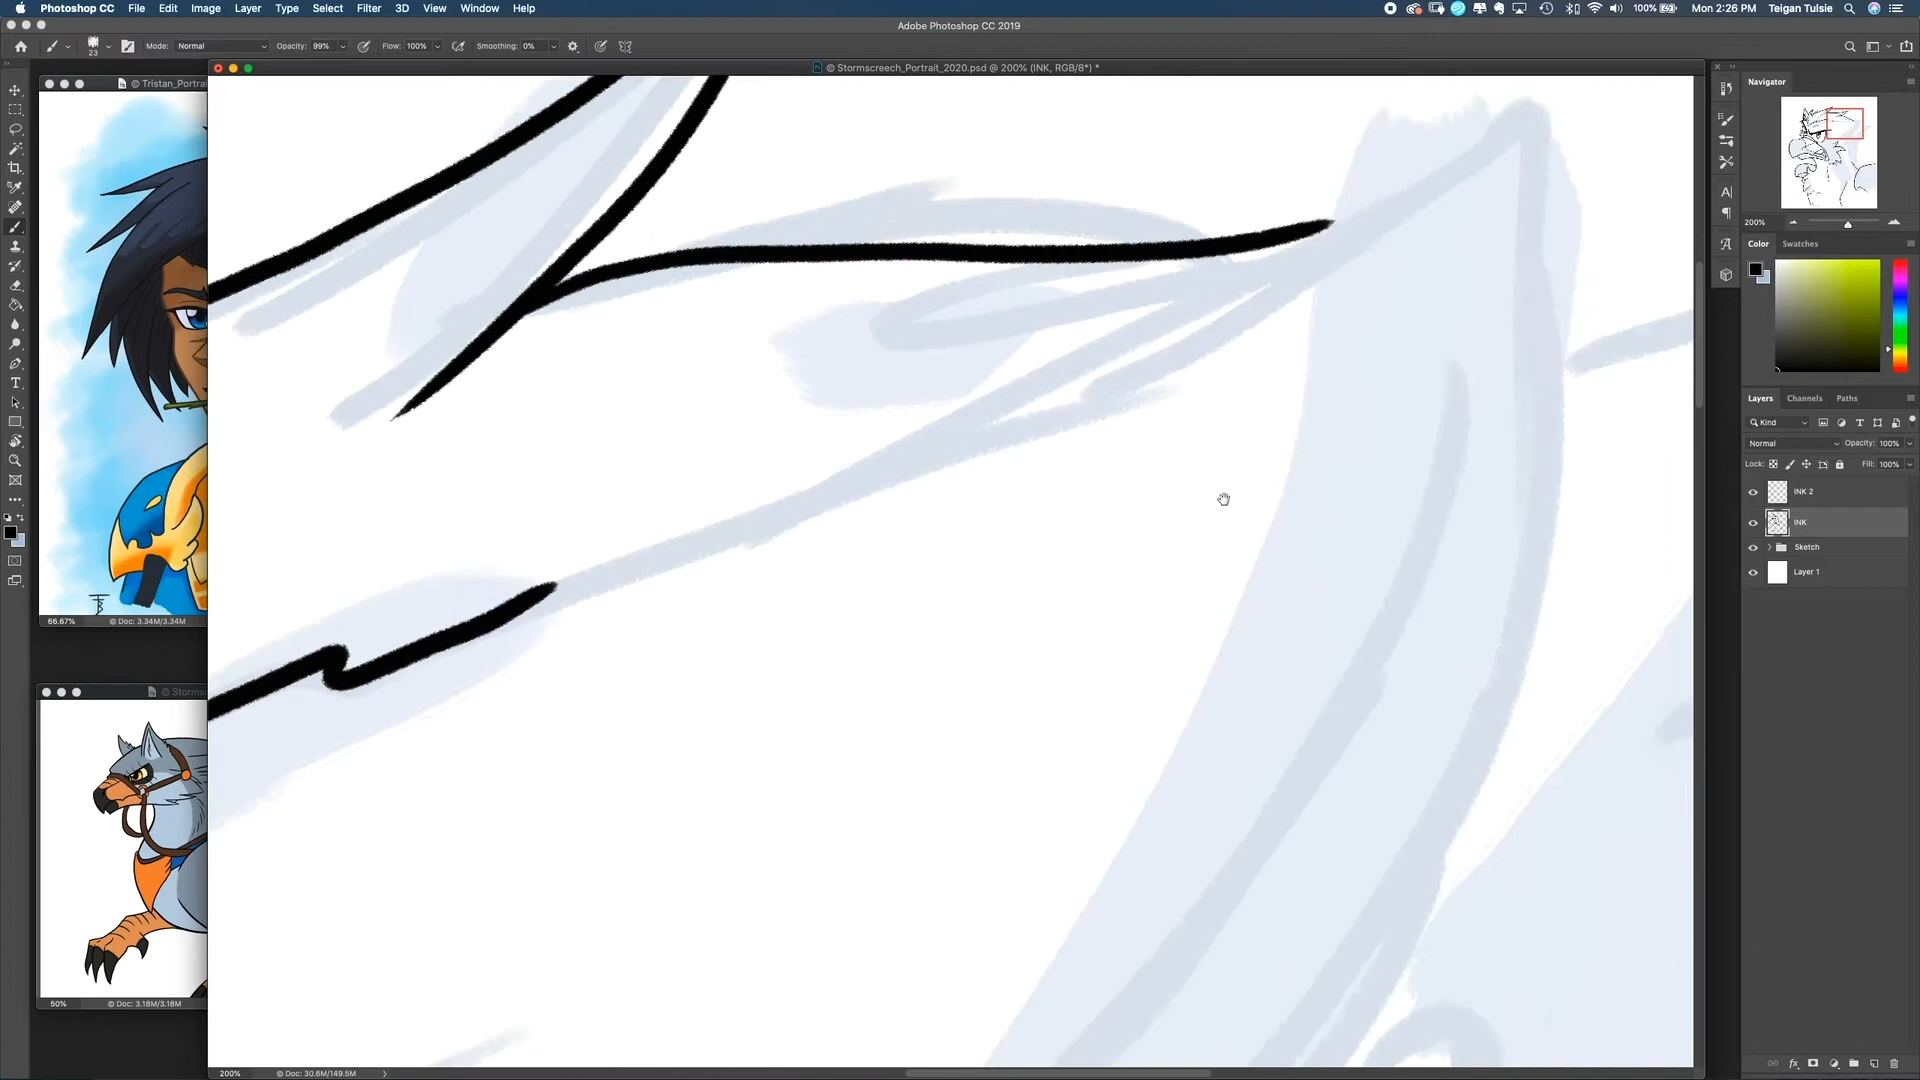 Photoshop CC File Edit Image Layer Type Select Filter 3D View Window Help 100% Mon 2:26 PM Teigan Tulsie
Adobe Photoshop CC 2019
23 Mode: Normal Opacity: 99% Flow: 100% Smoothing: 0%
© Stormscreech_Portrait_2020.psd @ 200% (INK, RGB/8*) *
© Tristan_Portrai
Navigator
200%
Color Swatches
Layers Channels Paths
Kind
Normal Opacity: 100%
Lock: Fill: 100%
INK 2
INK
Sketch
Layer 1
66.67% © Doc: 3.34M/3.34M
© Stormsc
50% © Doc: 3.18M/3.18M
200% © Doc: 30.6M/149.5M